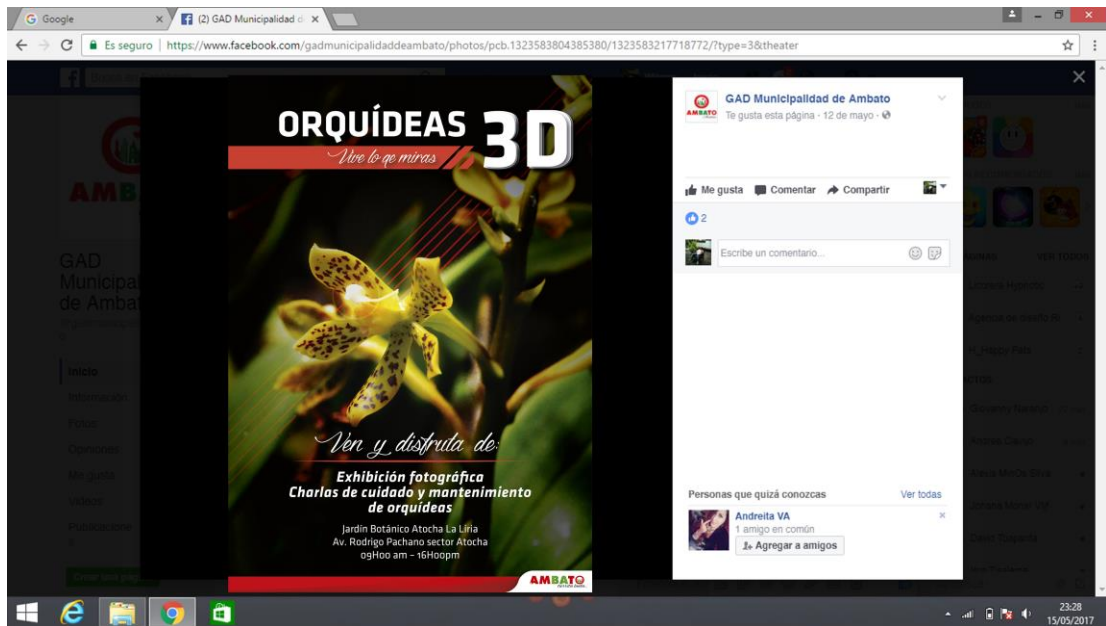 Google
(2) GAD Municipalidad d
Es seguro
https://www.facebook.com/gadmunicipalidaddeambato/photos/pcb.1323583804385380/1323583217718772/?type=3&theater
ORQUÍDEAS 3D
Vive lo qe miras
Ven y disfruta de:
Exhibición fotográfica
Charlas de cuidado y mantenimiento
de orquídeas
Jardín Botánico Atocha La Liria
Av. Rodrigo Pachano sector Atocha
09H00 am - 16H00pm
AMBATO
GAD Municipalidad de Ambato
AMBATO
Te gusta esta página · 12 de mayo ·
Me gusta Comentar Compartir
2
Escribe un comentario...
Personas que quizá conozcas Ver todas
Andreita VA
1 amigo en común
Agregar a amigos
AMB
GAD
Municipal
de Ambat
Inicio
Información
Fotos
Opiniones
Me gusta
Videos
VER TODOS
23:28
15/05/2017